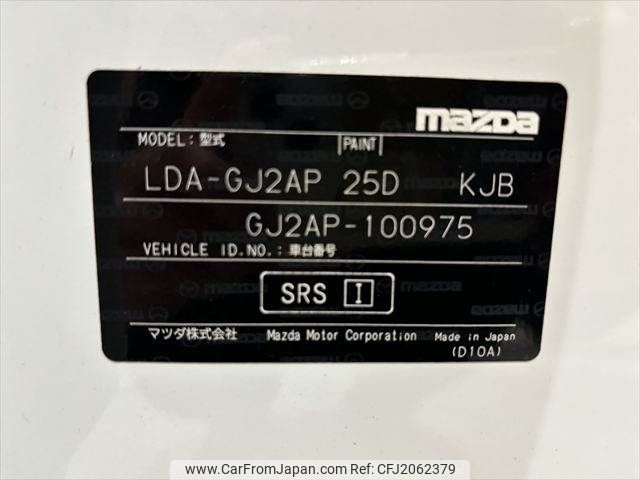 mazda
MODEL:型式 PAINT
LDA-GJ2AP 25D KJB
GJ2AP-100975
VEHICLE ID.NO.:車台番号
SRS I
マツダ株式会社 Mazda Motor Corporation Made in Japan
(D10A)
www.CarFromJapan.com | CFJ2062379